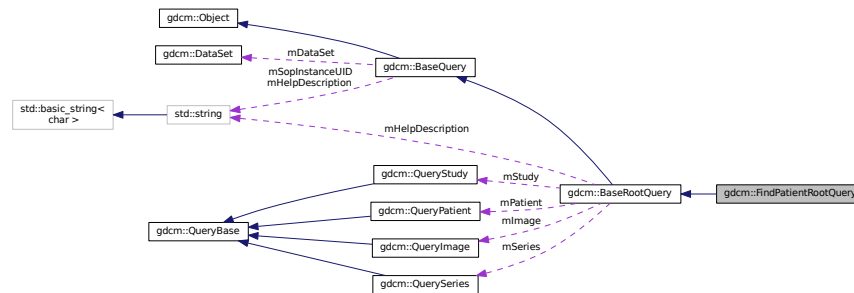 gdcm::Object
gdcm::DataSet
mDataSet
gdcm::BaseQuery
mSopInstanceUID
mHelpDescription
std::basic_string<
char >
std::string
mHelpDescription
gdcm::QueryStudy
mStudy
gdcm::BaseRootQuery
gdcm::FindPatientRootQuery
mPatient
gdcm::QueryPatient
mImage
gdcm::QueryBase
gdcm::QueryImage
mSeries
gdcm::QuerySeries